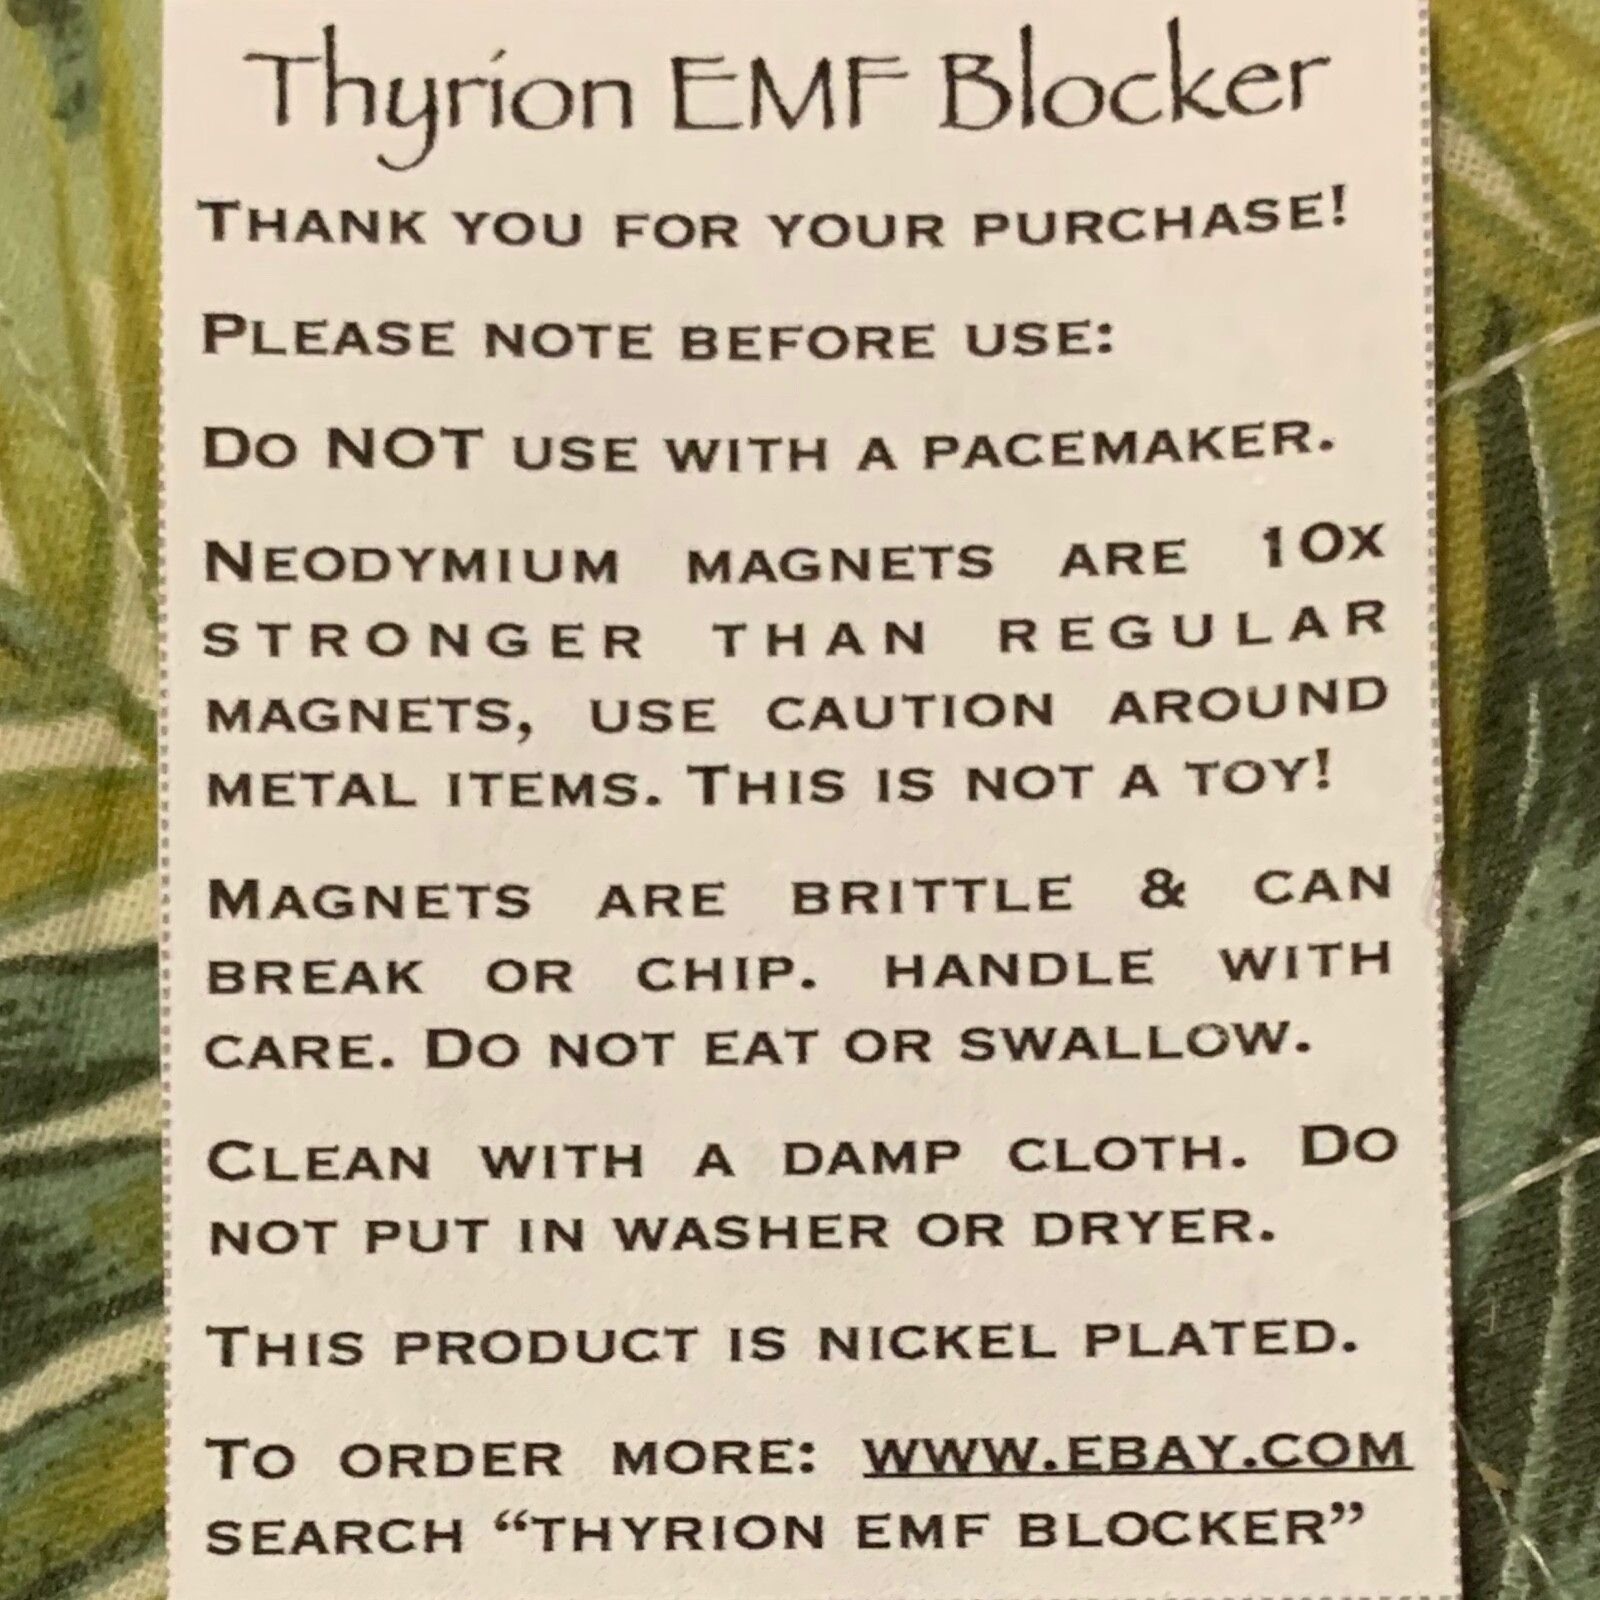 Thyrion EMF Blocker
THANK YOU FOR YOUR PURCHASE!
PLEASE NOTE BEFORE USE:
DO NOT USE WITH A PACEMAKER.
NEODYMIUM MAGNETS ARE 10X
STRONGER THAN REGULAR
MAGNETS, USE CAUTION AROUND
METAL ITEMS. THIS IS NOT A TOY!
MAGNETS ARE BRITTLE & CAN
BREAK OR CHIP. HANDLE WITH
CARE. DO NOT EAT OR SWALLOW.
CLEAN WITH A DAMP CLOTH. DO
NOT PUT IN WASHER OR DRYER.
THIS PRODUCT IS NICKEL PLATED.
TO ORDER MORE: WWW.EBAY.COM
SEARCH “THYRION EMF BLOCKER”